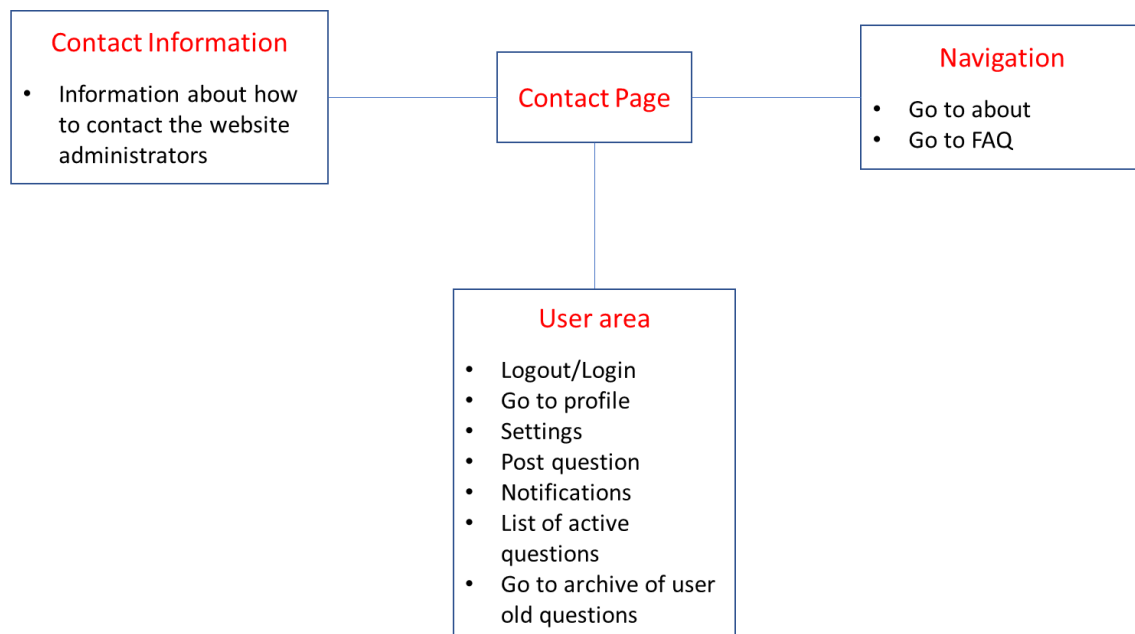 Contact Information
• Information about how
to contact the website
administrators
Contact Page
Navigation
• Go to about
• Go to FAQ
User area
• Logout/Login
• Go to profile
• Settings
• Post question
• Notifications
• List of active
questions
• Go to archive of user
old questions